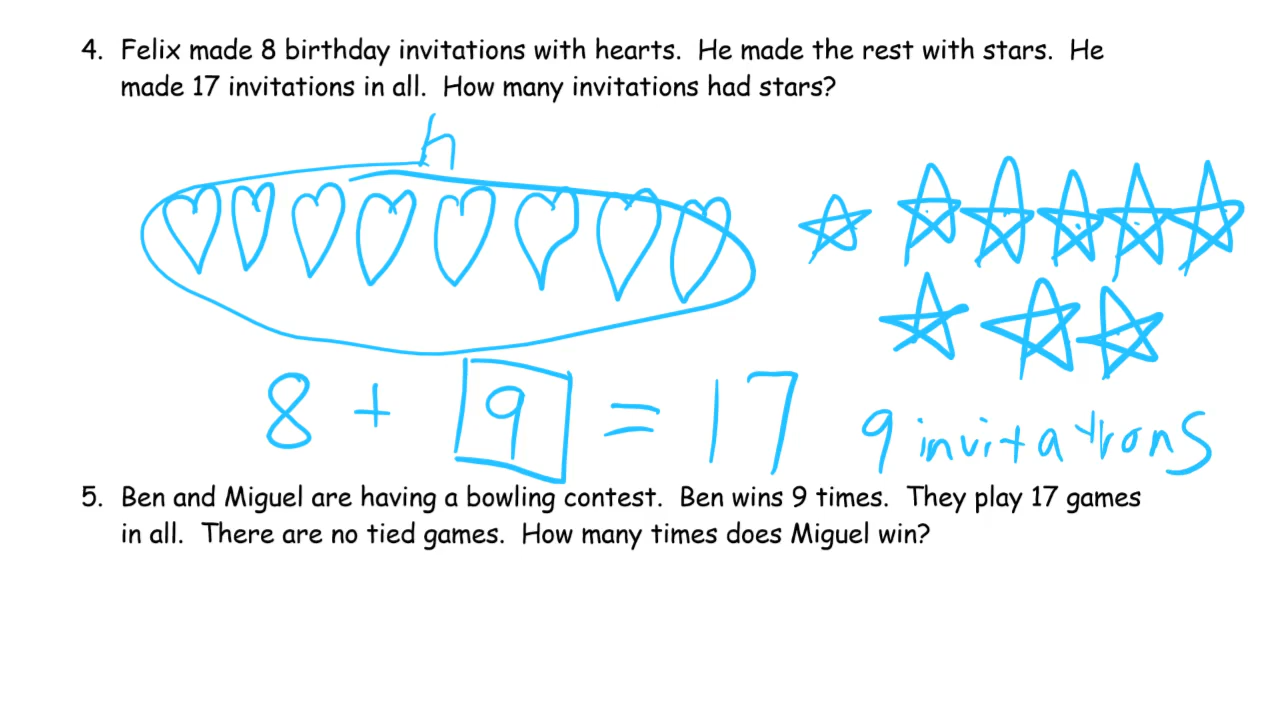 4. Felix made 8 birthday invitations with hearts. He made the rest with stars. He
made 17 invitations in all. How many invitations had stars?
h
8 + 9 = 17 9 invitations
5. Ben and Miguel are having a bowling contest. Ben wins 9 times. They play 17 games
in all. There are no tied games. How many times does Miguel win?